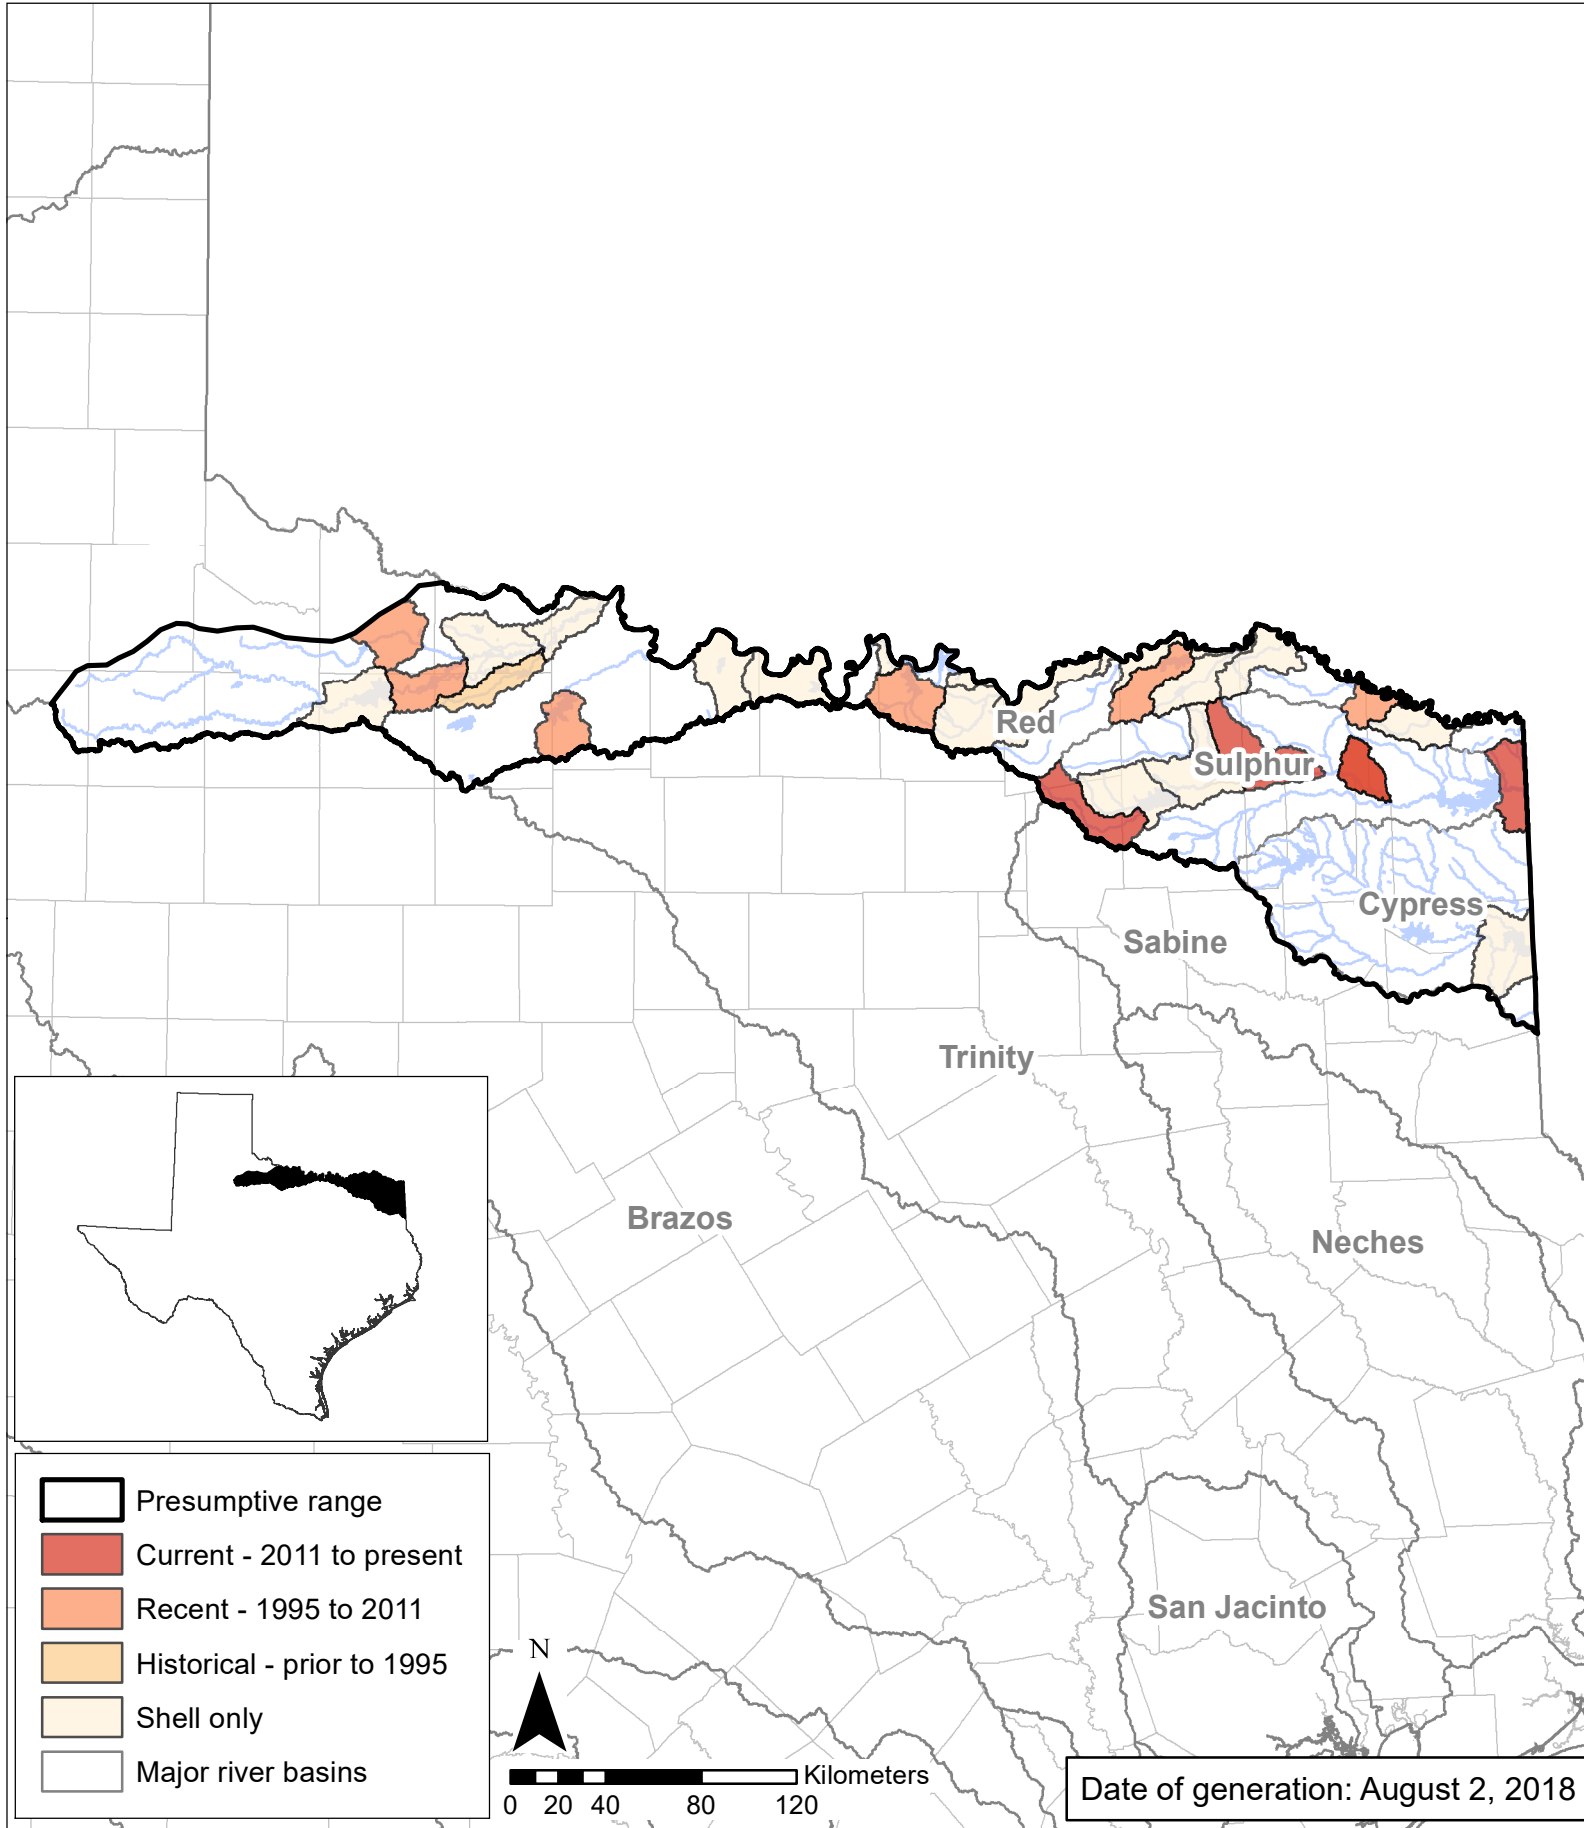 Red
Sulphur
Cypress
Sabine
Trinity
Brazos
Neches
San Jacinto
Presumptive range
Current - 2011 to present
Recent - 1995 to 2011
Historical - prior to 1995
Shell only
Major river basins
N
Kilometers
0 20 40 80 120
Date of generation: August 2, 2018